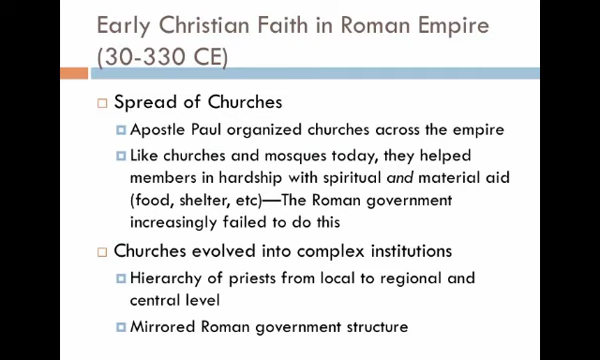 Early Christian Faith in Roman Empire
(30-330 CE)
Spread of Churches
Apostle Paul organized churches across the empire
Like churches and mosques today, they helped
members in hardship with spiritual and material aid
(food, shelter, etc)—The Roman government
increasingly failed to do this
Churches evolved into complex institutions
Hierarchy of priests from local to regional and
central level
Mirrored Roman government structure